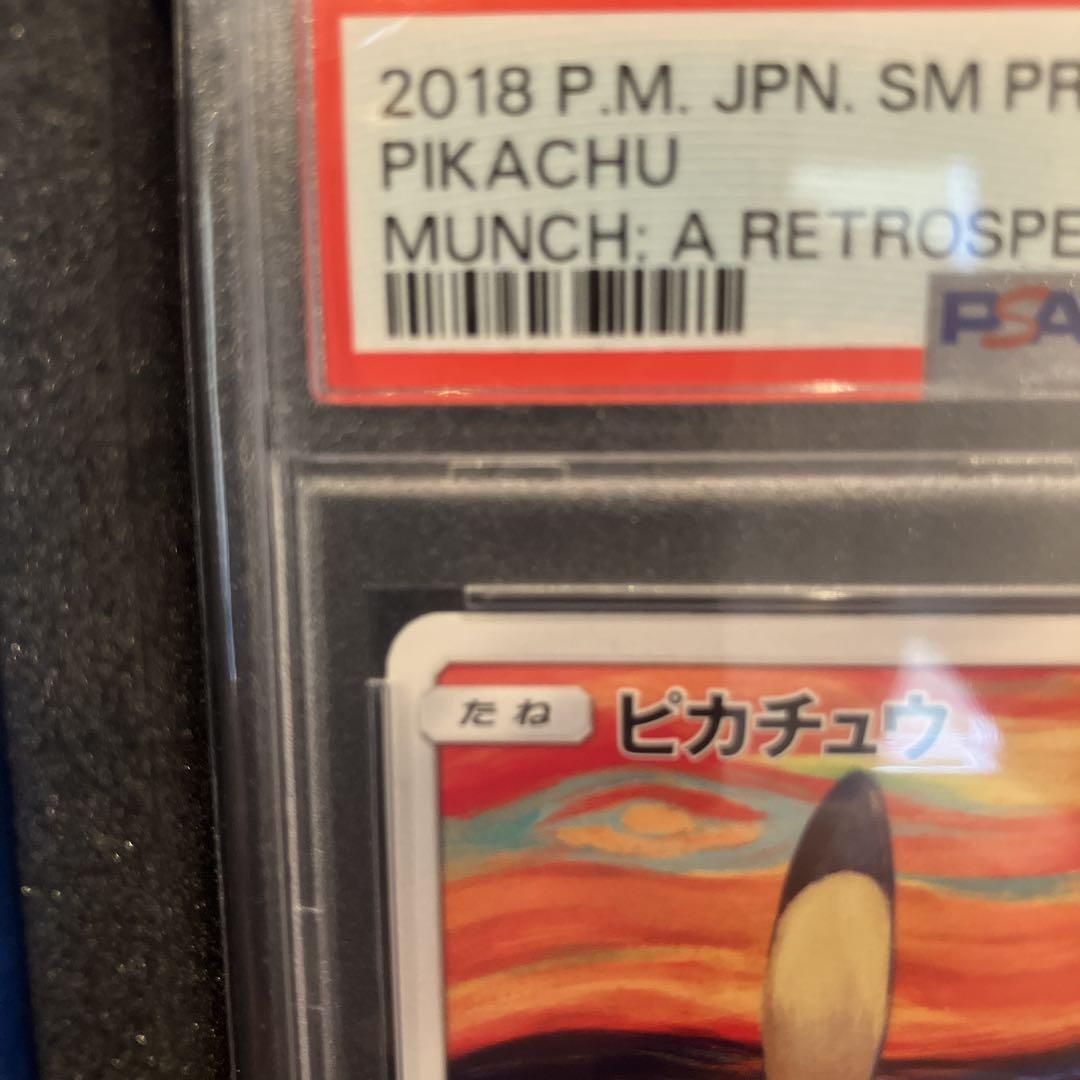 2018 P.M. JPN. SM PR
PIKACHU
MUNCH: A RETROSPE
PSA
たね
ピカチュウ